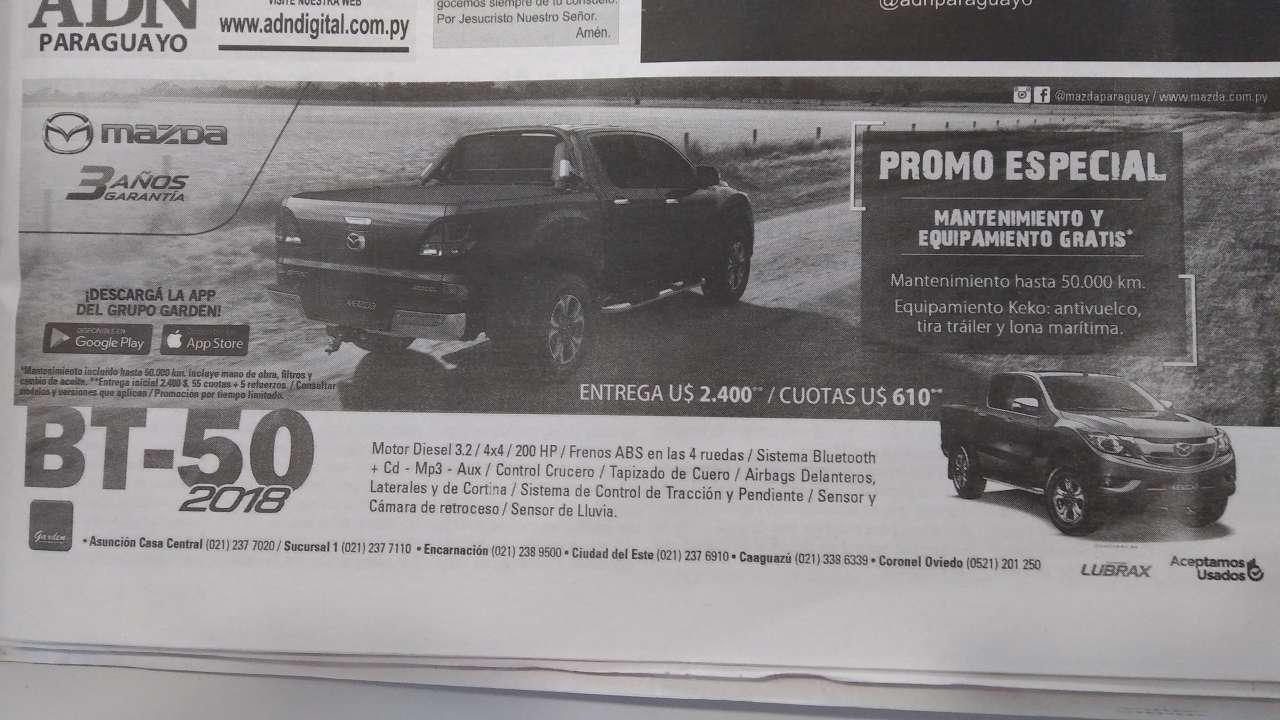 ADN
PARAGUAYO
VISITE NUESTRA WEB
www.adndigital.com.py
gocemos siempre de tu consuelo.
Por Jesucristo Nuestro Señor.
Amén.
@adnparaguayo
mazda
3 AÑOS
GARANTÍA
@mazdaparaguay / www.mazda.com.py
PROMO ESPECIAL
MANTENIMIENTO Y
EQUIPAMIENTO GRATIS*
Mantenimiento hasta 50.000 km.
Equipamiento Keko: antivuelco,
tira tráiler y lona marítima.
¡DESCARGÁ LA APP
DEL GRUPO GARDEN!
DISPONIBLE EN
Google Play
App Store
*Mantenimiento incluido hasta 50.000 km. incluye mano de obra, filtros y
cambio de aceite. **Entrega inicial 2.400 $, 55 cuotas + 5 refuerzos. / Consultar
modelos y versiones que aplican / Promoción por tiempo limitado.
ENTREGA U$ 2.400** / CUOTAS U$ 610**
BT-50
2018
Motor Diesel 3.2 / 4x4 / 200 HP / Frenos ABS en las 4 ruedas / Sistema Bluetooth
+ Cd - Mp3 - Aux / Control Crucero / Tapizado de Cuero / Airbags Delanteros,
Laterales y de Cortina / Sistema de Control de Tracción y Pendiente / Sensor y
Cámara de retroceso / Sensor de Lluvia.
Garden
• Asunción Casa Central (021) 237 7020 / Sucursal 1 (021) 237 7110 • Encarnación (021) 238 9500 • Ciudad del Este (021) 237 6910 • Caaguazú (021) 338 6339 • Coronel Oviedo (0521) 201 250
LUBRAX
Aceptamos
Usados